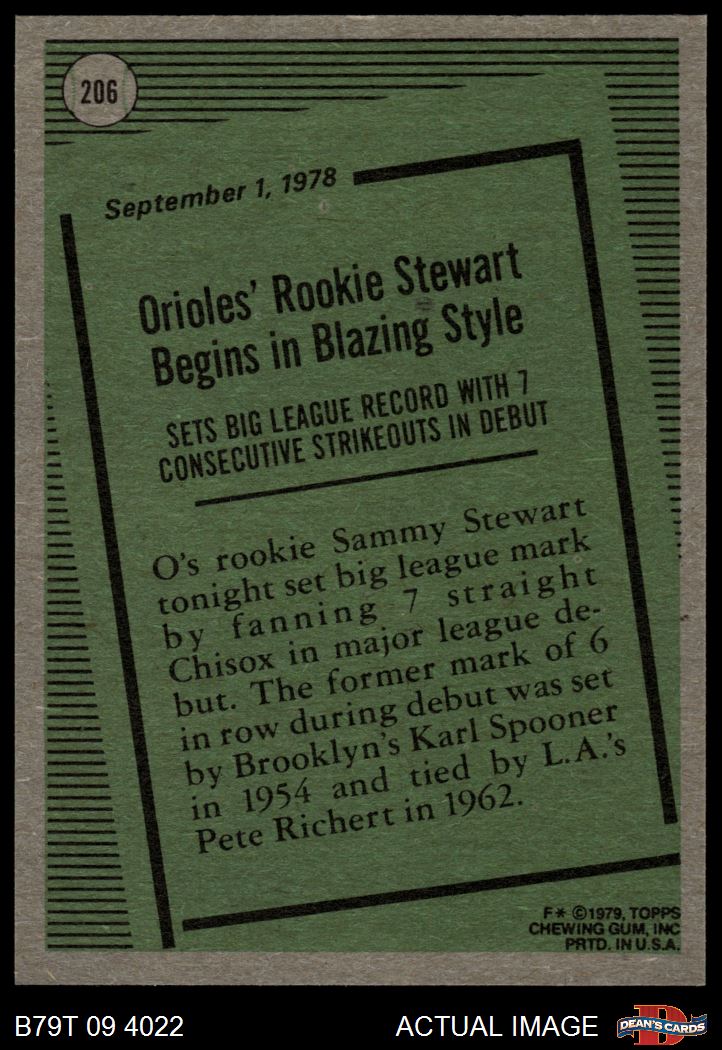 206
September 1, 1978
Orioles' Rookie Stewart
Begins in Blazing Style
SETS BIG LEAGUE RECORD WITH 7
CONSECUTIVE STRIKEOUTS IN DEBUT
O's rookie Sammy Stewart
tonight set big league mark
by fanning 7 straight
Chisox in major league de-
but. The former mark of 6
in row during debut was set
by Brooklyn's Karl Spooner
in 1954 and tied by L.A.'s
Pete Richert in 1962.
F* ©1979, TOPPS
CHEWING GUM, INC
PRTD. IN U.S.A.
B79T 09 4022 ACTUAL IMAGE D DEAN'S CARDS